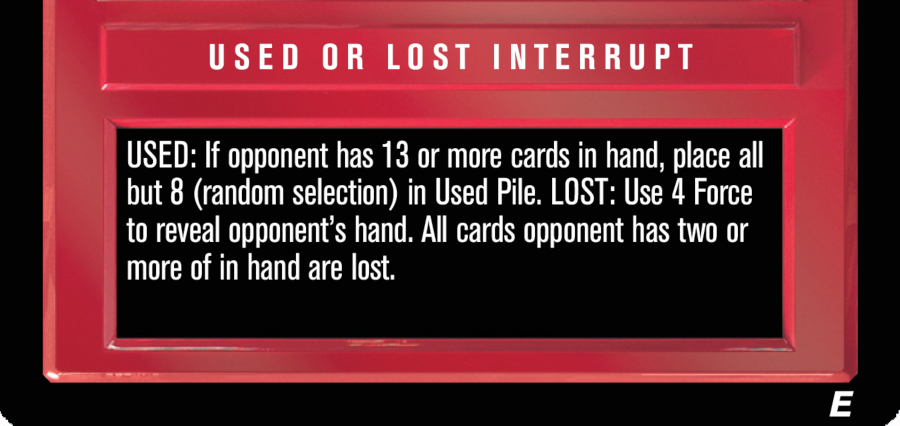 USED OR LOST INTERRUPT
USED: If opponent has 13 or more cards in hand, place all
but 8 (random selection) in Used Pile. LOST: Use 4 Force
to reveal opponent’s hand. All cards opponent has two or
more of in hand are lost.
E